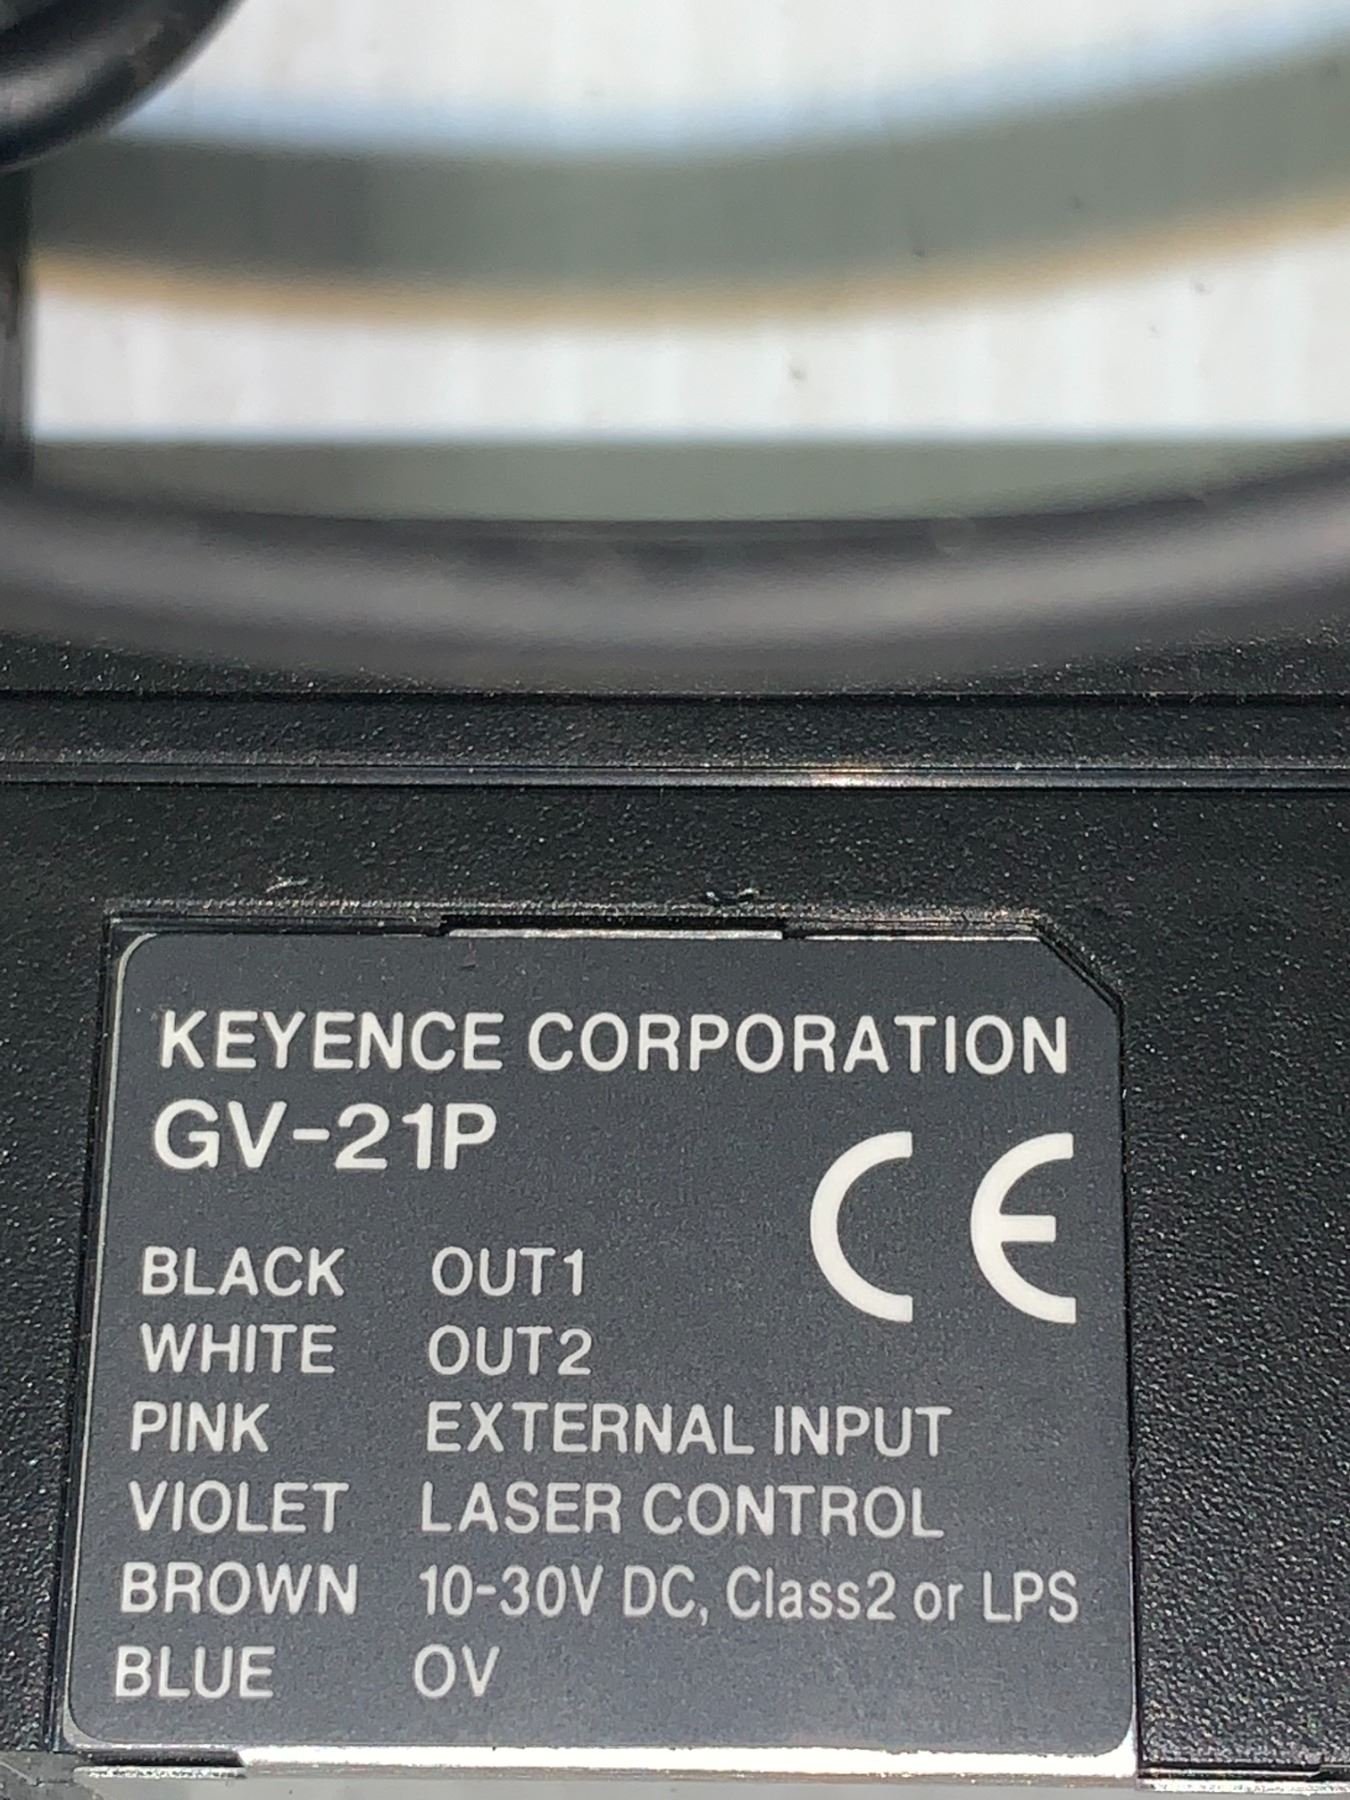 KEYENCE CORPORATION
GV-21P
CE
BLACK OUT1
WHITE OUT2
PINK EXTERNAL INPUT
VIOLET LASER CONTROL
BROWN 10-30V DC, Class2 or LPS
BLUE 0V